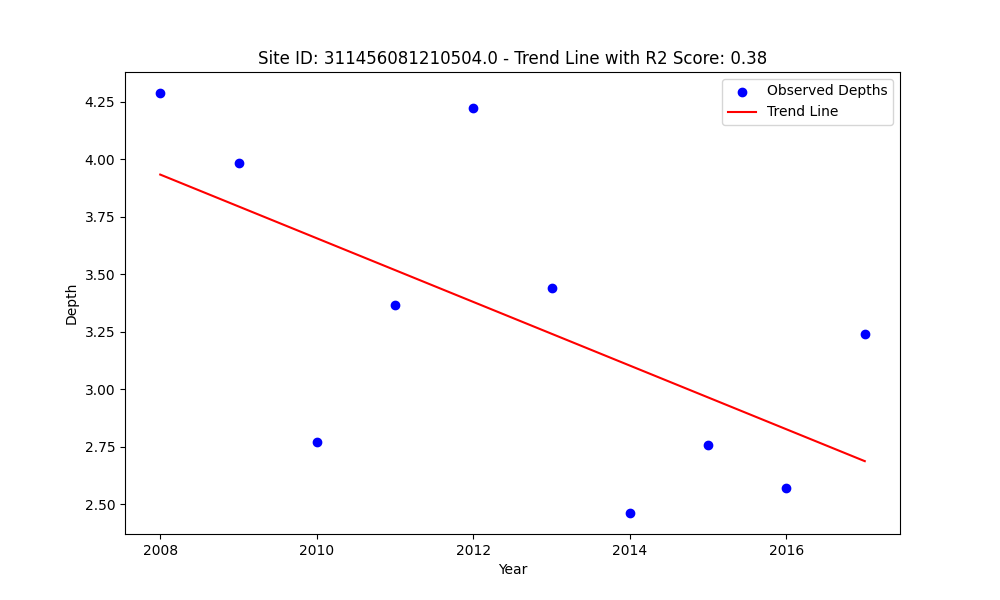 Site ID: 311456081210504.0 - Trend Line with R2 Score: 0.38
Observed Depths
Trend Line
4.25
4.00
3.75
3.50
3.25
3.00
2.75
2.50
Depth
2008
2010
2012
2014
2016
Year